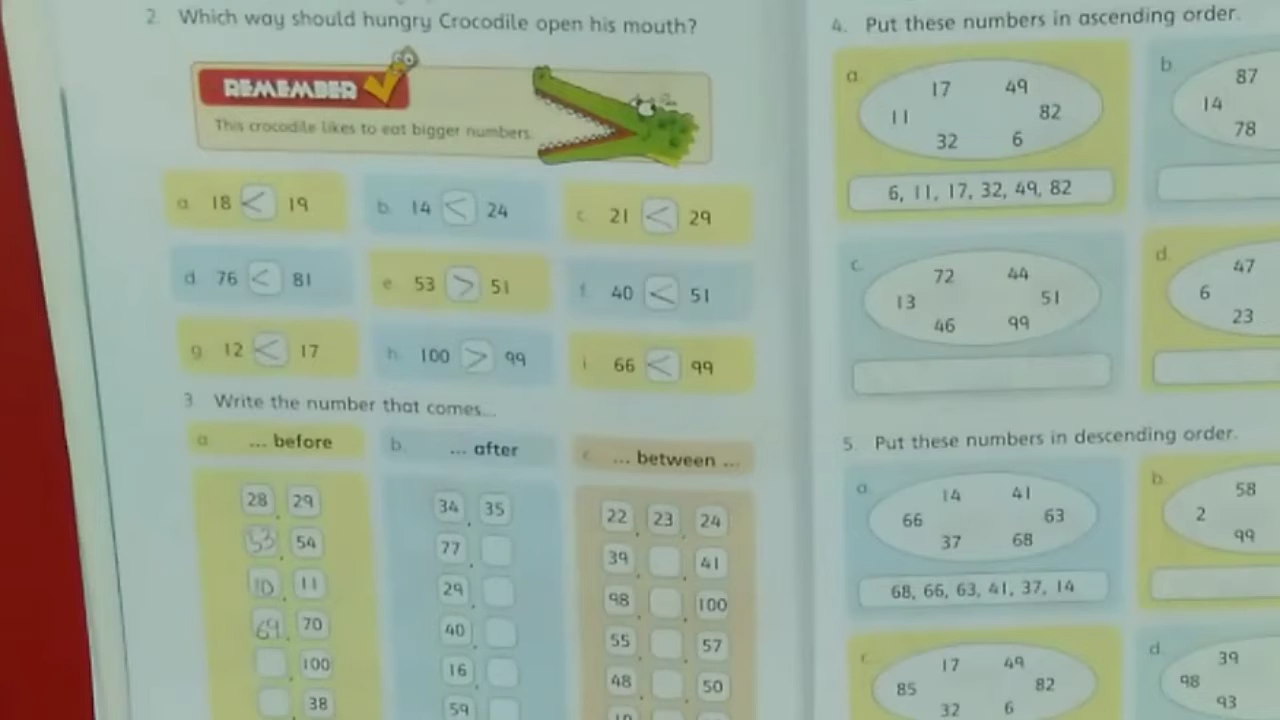 2. Which way should hungry Crocodile open his mouth?
REMEMBER
This crocodile likes to eat bigger numbers.
a. 18 < 19
b. 14 < 24
c. 21 < 29
d. 76 < 81
e. 53 > 51
f. 40 < 51
g. 12 < 17
h. 100 > 99
i 66 < 99
3. Write the number that comes...
a. ... before
28, 29
53, 54
10, 11
69, 70
, 100
, 38
b. ... after
34, 35
77,
29,
40,
16,
59,
c. ... between ...
22, 23, 24
39, , 41
98, , 100
55, , 57
48, , 50
4. Put these numbers in ascending order.
a.
17 49
11 82
32 6
6, 11, 17, 32, 49, 82
b.
87
14
78
c.
72 44
13 51
46 99
d.
47
6
23
5. Put these numbers in descending order.
a.
14 41
66 63
37 68
68, 66, 63, 41, 37, 14
b.
58
2
99
c.
17 49
85 82
32 6
d.
39
98
93